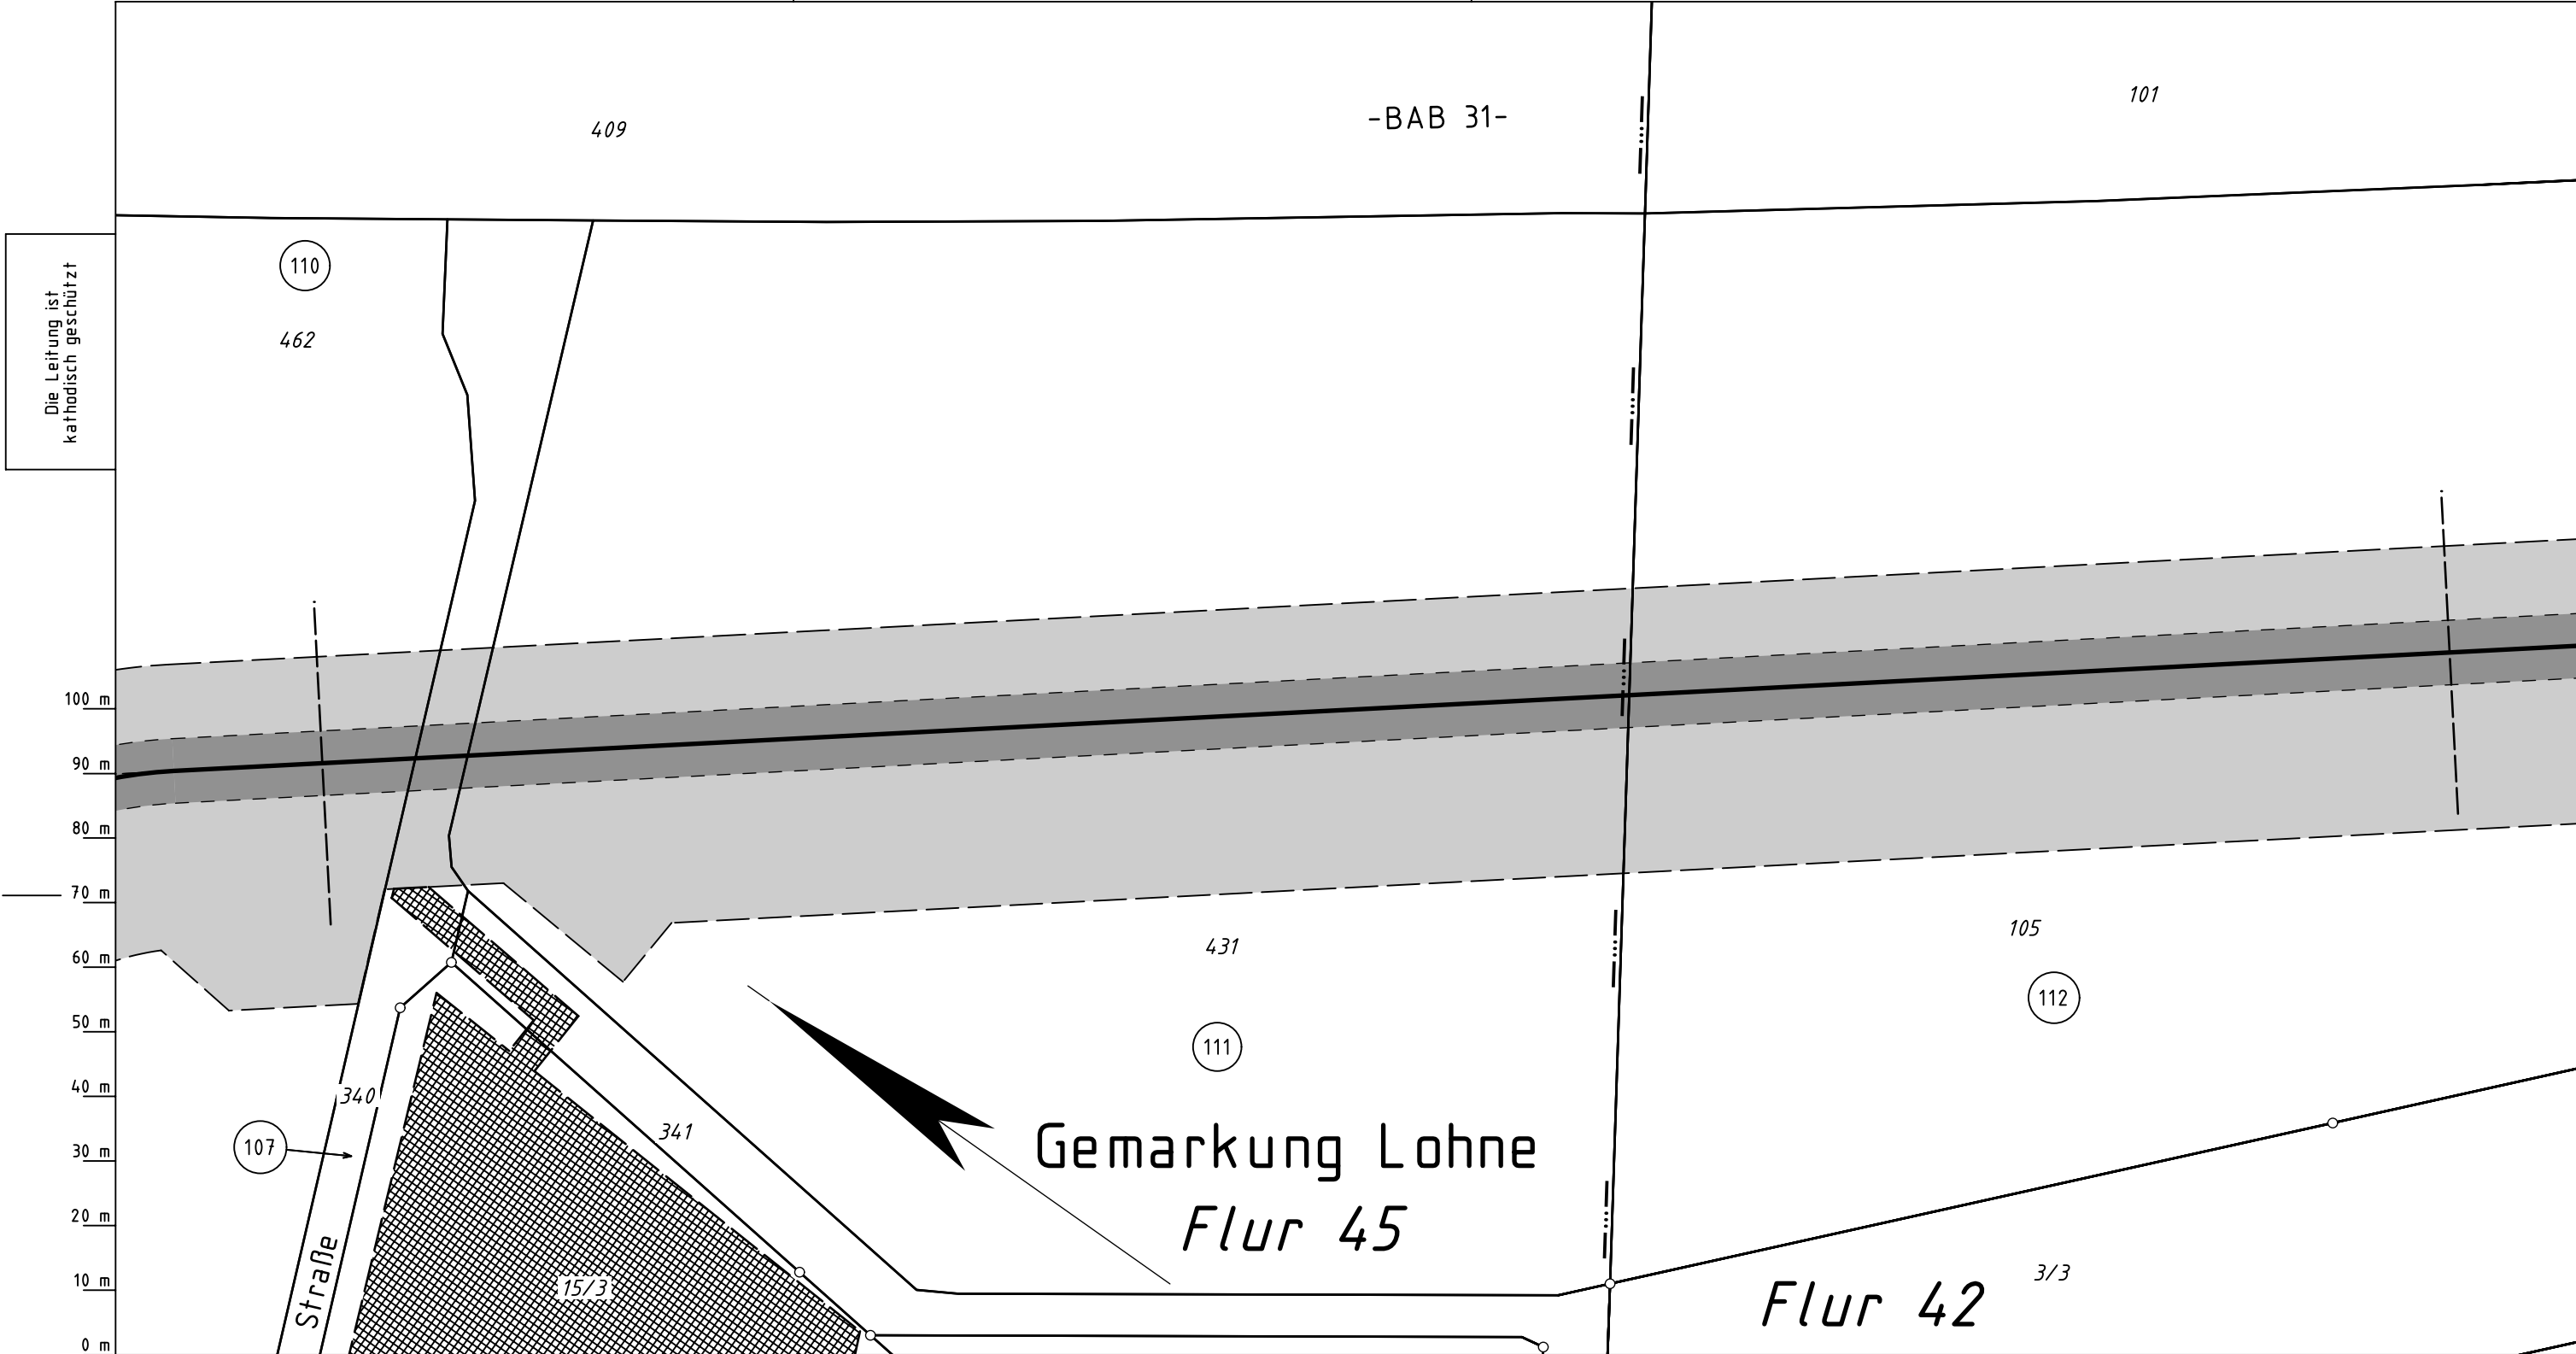 101
-BAB 31-
409
110
Die Leitung ist
kathodisch geschützt
462
100 m
90 m
80 m
70 m
60 m
50 m
40 m
30 m
20 m
10 m
0 m
105
431
112
111
340
341
107
Gemarkung Lohne
Flur 45
Straße
15/3
3/3
Flur 42